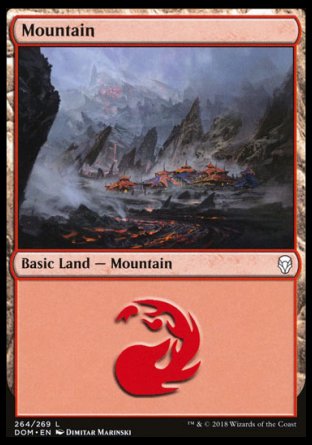 Mountain
Basic Land — Mountain
264/269 L
DOM • EN Dimitar Marinski
™ & © 2018 Wizards of the Coast